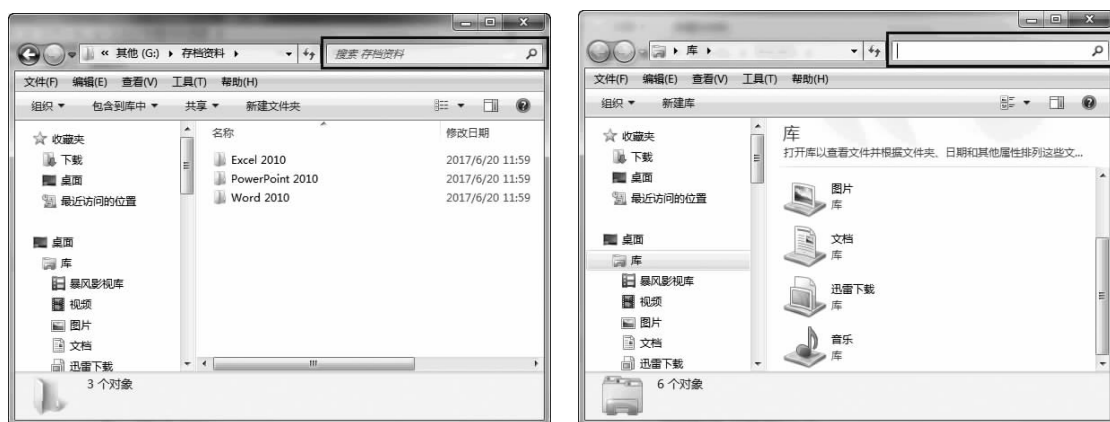 « 其他 (G:) ▸ 存档资料 ▸
搜索 存档资料
文件(F) 编辑(E) 查看(V) 工具(T) 帮助(H)
组织 ▾ 包含到库中 ▾ 共享 ▾ 新建文件夹
收藏夹
下载
桌面
最近访问的位置
桌面
库
暴风影视库
视频
图片
文档
迅雷下载
名称 修改日期
Excel 2010 2017/6/20 11:59
PowerPoint 2010 2017/6/20 11:59
Word 2010 2017/6/20 11:59
3 个对象
▸ 库 ▸
文件(F) 编辑(E) 查看(V) 工具(T) 帮助(H)
组织 ▾ 新建库
收藏夹
下载
桌面
最近访问的位置
桌面
库
暴风影视库
视频
图片
文档
迅雷下载
库
打开库以查看文件并根据文件夹、日期和其他属性排列这些文...
图片
库
文档
库
迅雷下载
库
音乐
库
6 个对象